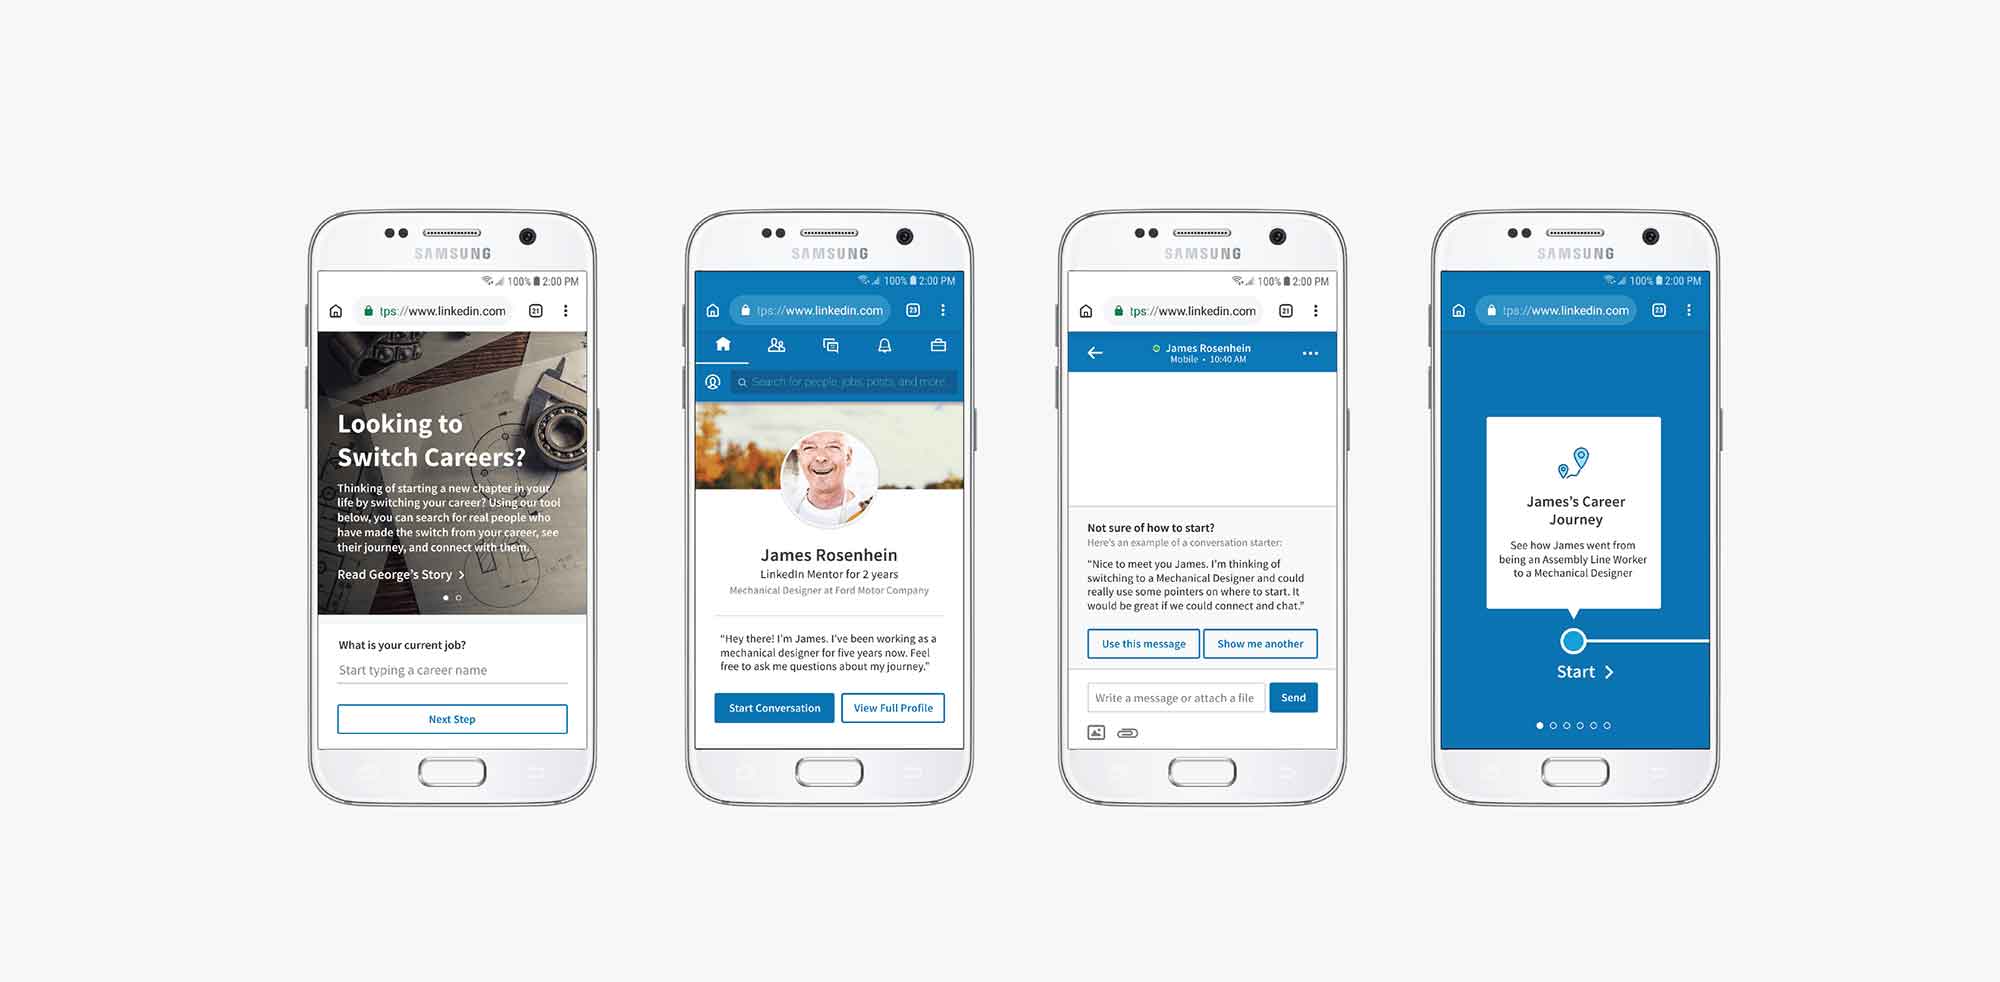 SAMSUNG
100% 2:00 PM
tps://www.linkedin.com
21
Looking to
Switch Careers?
Thinking of starting a new chapter in your
life by switching your career? Using our tool
below, you can search for real people who
have made the switch from your career, see
their journey, and connect with them.
Read George's Story
What is your current job?
Start typing a career name
Next Step
SAMSUNG
100% 2:00 PM
tps://www.linkedin.com
23
Search for people, jobs, posts, and more...
James Rosenhein
LinkedIn Mentor for 2 years
Mechanical Designer at Ford Motor Company
“Hey there! I'm James. I've been working as a
mechanical designer for five years now. Feel
free to ask me questions about my journey.”
Start Conversation
View Full Profile
SAMSUNG
100% 2:00 PM
tps://www.linkedin.com
21
James Rosenhein
Mobile • 10:40 AM
Not sure of how to start?
Here's an example of a conversation starter:
“Nice to meet you James. I'm thinking of
switching to a Mechanical Designer and could
really use some pointers on where to start. It
would be great if we could connect and chat.”
Use this message
Show me another
Write a message or attach a file
Send
SAMSUNG
100% 2:00 PM
tps://www.linkedin.com
23
James's Career
Journey
See how James went from
being an Assembly Line Worker
to a Mechanical Designer
Start